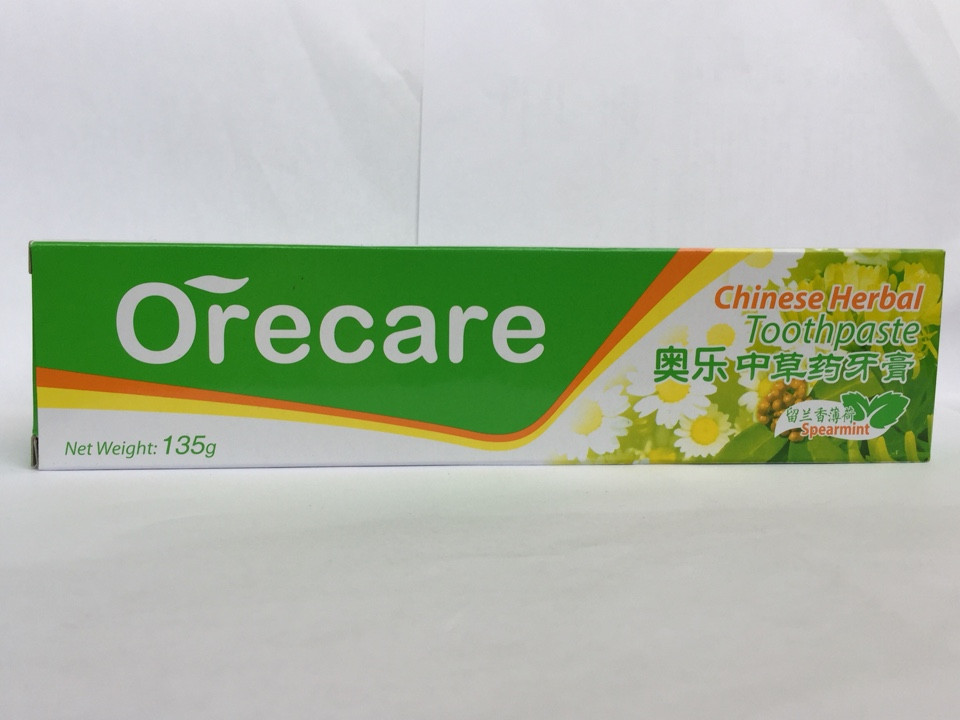 Orecare
Net Weight: 135g
Chinese Herbal
Toothpaste
奥乐 中草药牙膏
留兰香薄荷
Spearmint